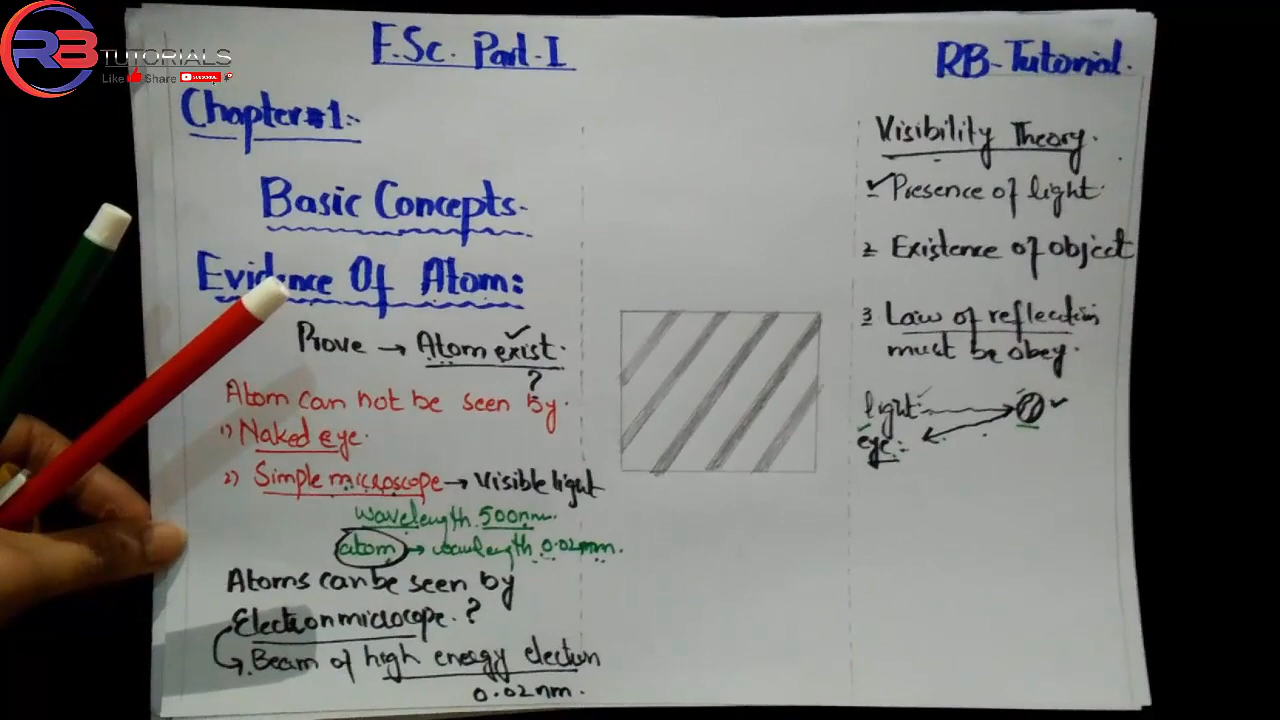 RB TUTORIALS
Like Share
F.Sc. Part-I
RB-Tutorial.
Chapter#1:-
Basic Concepts.
Evidence Of Atom:
Prove → Atom exist.
?
Atom can not be seen by.
1) Naked eye.
2) Simple microscope → Visible light
wavelength 500nm.
atom → wavelength 0.02nm.
Atoms can be seen by
Electron microcope. ?
→ Beam of high energy electron
0.02nm.
Visibility Theory.
✓ Presence of light.
2 Existence of object
3 Law of reflection
must be obey.
light
eye:-